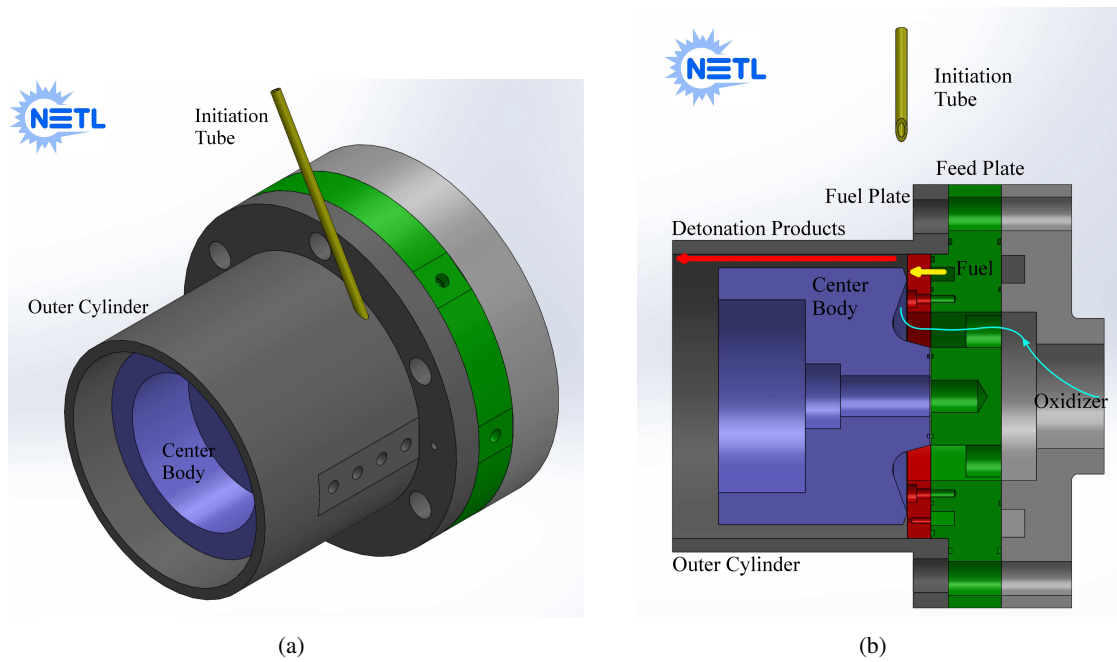 NETL
Initiation
Tube
Outer Cylinder
Center
Body
(a)
NETL
Initiation
Tube
Feed Plate
Fuel Plate
Detonation Products
Fuel
Center
Body
Oxidizer
Outer Cylinder
(b)